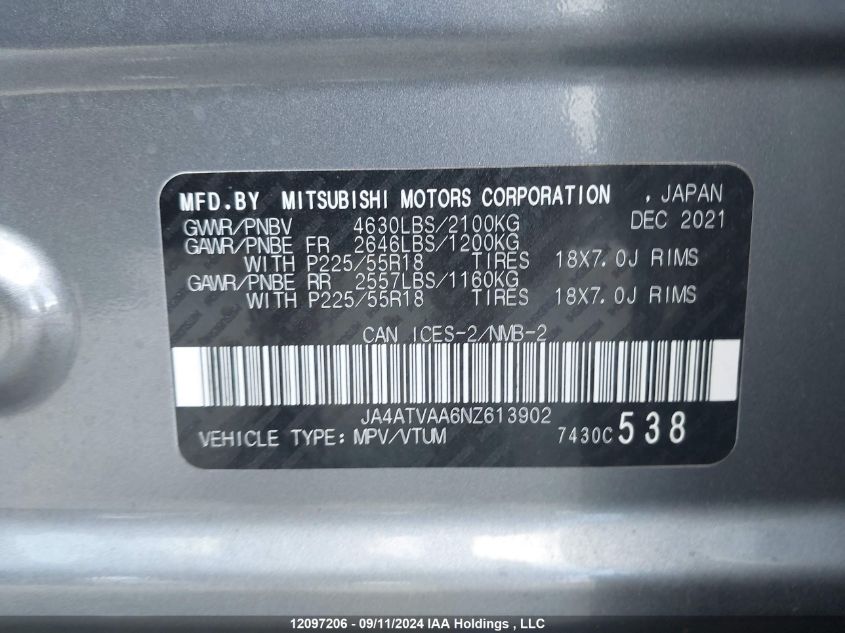 MFD.BY MITSUBISHI MOTORS CORPORATION , JAPAN
GVWR/PNBV 4630LBS/2100KG DEC 2021
GAWR/PNBE FR 2646LBS/1200KG
WITH P225/55R18 TIRES 18X7.0J RIMS
GAWR/PNBE RR 2557LBS/1160KG
WITH P225/55R18 TIRES 18X7.0J RIMS
CAN ICES-2/NMB-2
JA4ATVAA6NZ613902
VEHICLE TYPE: MPV/VTUM 7430C 538
12097206 - 09/11/2024 IAA Holdings , LLC